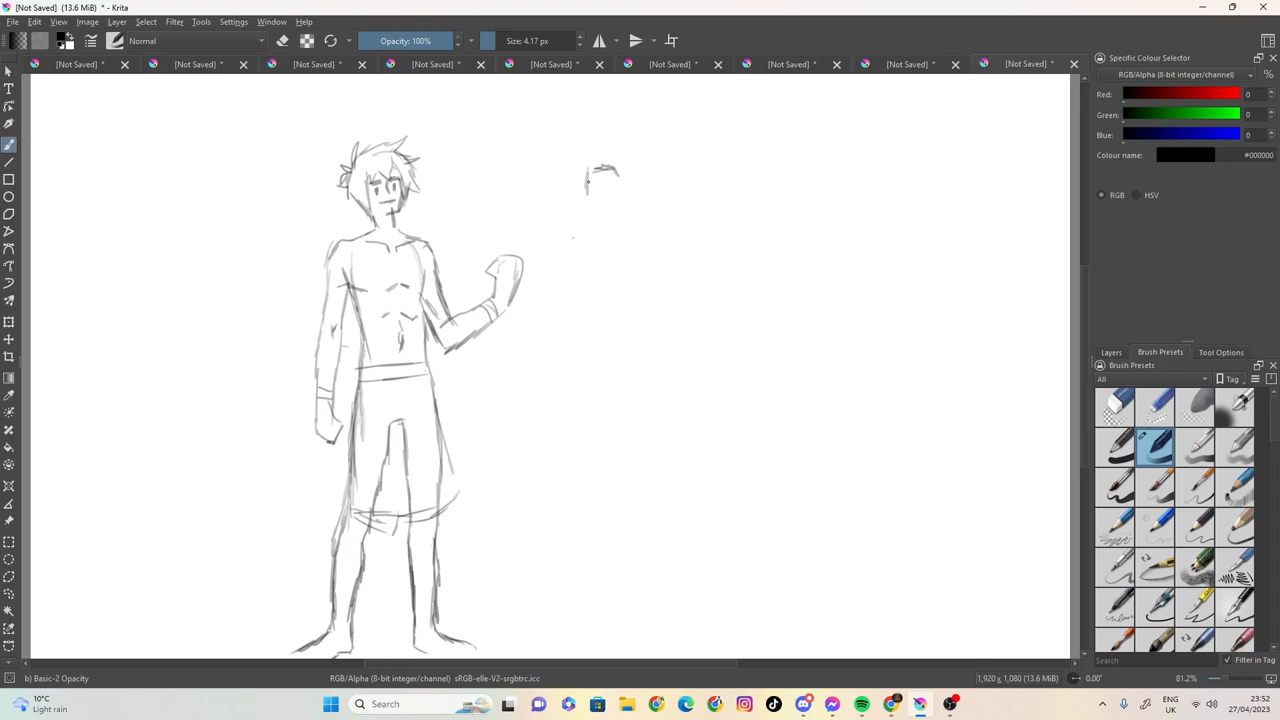 [Not Saved]  (13.6 MiB)  * - Krita
File Edit View Image Layer Select Filter Tools Settings Window Help
Normal Opacity: 100% Size: 4.17 px
[Not Saved] * [Not Saved] * [Not Saved] * [Not Saved] * [Not Saved] * [Not Saved] * [Not Saved] * [Not Saved] * [Not Saved] *
Specific Colour Selector
RGB/Alpha (8-bit integer/channel) %
Red: 0
Green: 0
Blue: 0
Colour name: #000000
RGB HSV
Layers Brush Presets Tool Options
Brush Presets
All Tag
Search Filter in Tag
b) Basic-2 Opacity RGB/Alpha (8-bit integer/channel)  sRGB-elle-V2-srgbtrc.icc 1,920 x 1,080 (13.6 MiB) 0.00° 81.2%
10°C
Light rain
Search
ENG
UK
23:52
27/04/2023